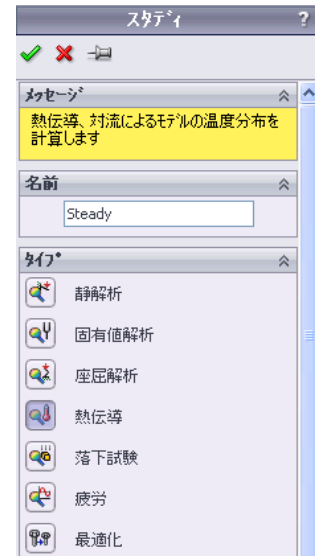 スタディ
?
メッセージ
熱伝導、対流によるモデルの温度分布を
計算します
名前
Steady
タイプ
静解析
固有値解析
座屈解析
熱伝導
落下試験
疲労
最適化